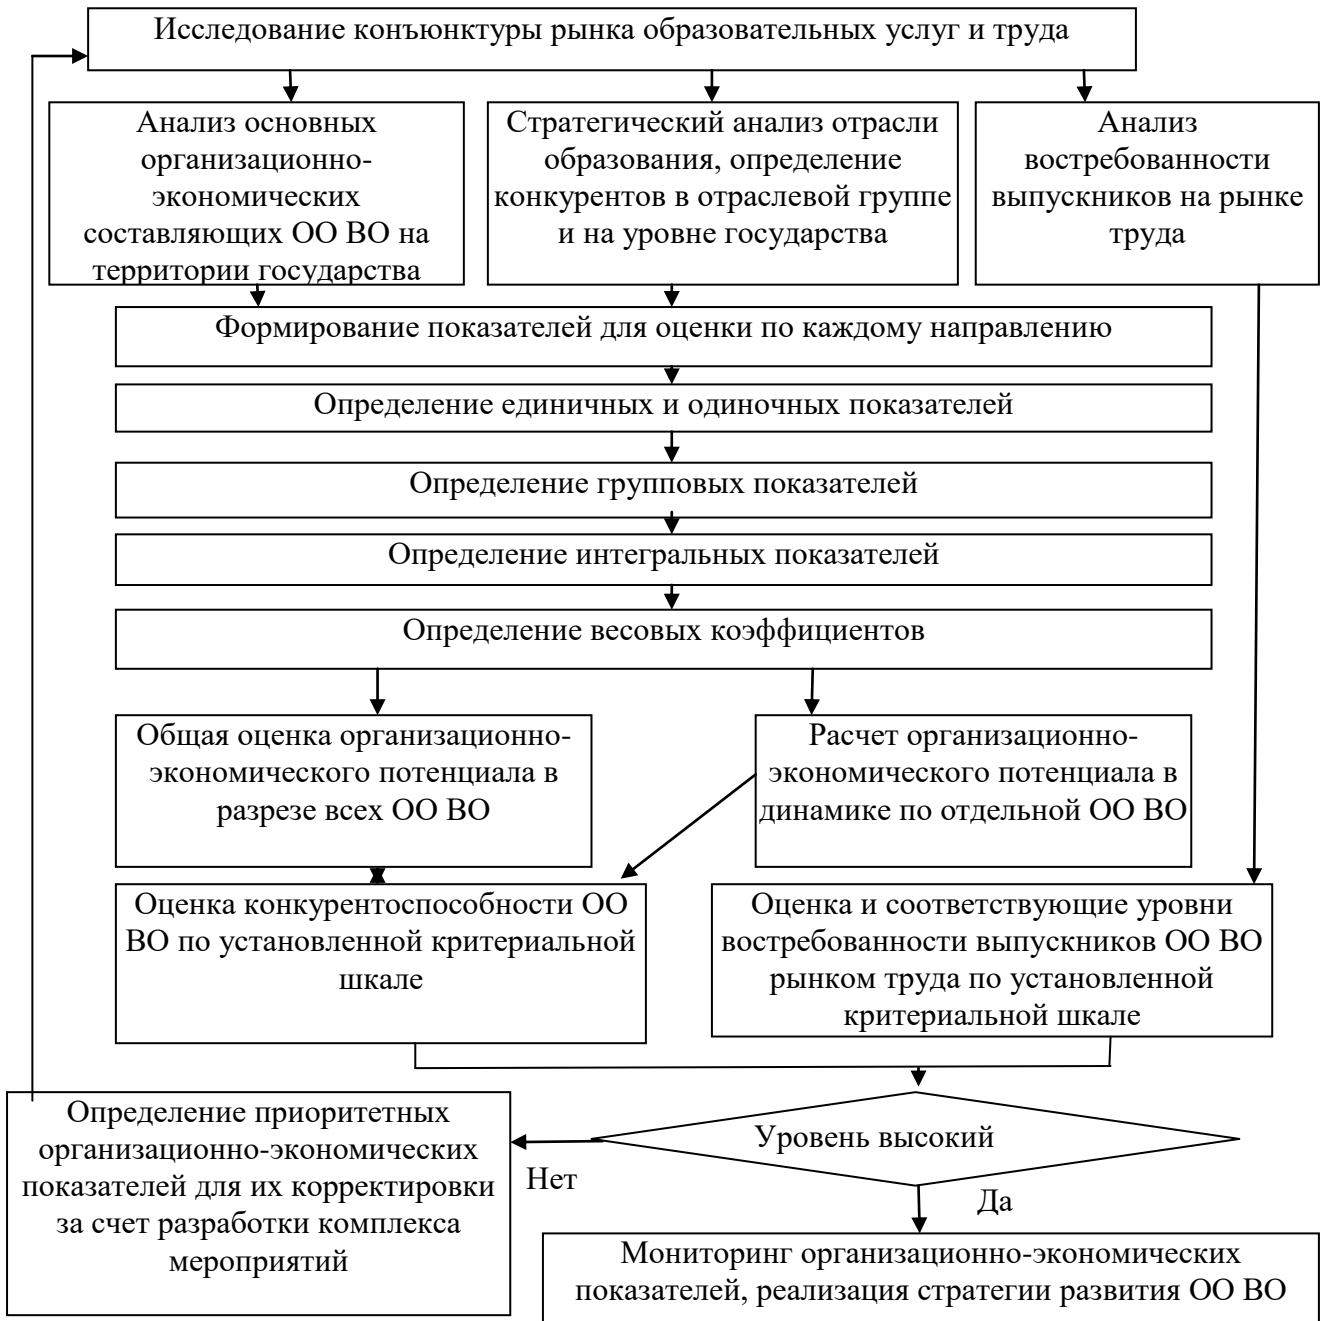 Исследование конъюнктуры рынка образовательных услуг и труда
Анализ основных
организационно-
экономических
составляющих ОО ВО на
территории государства
Стратегический анализ отрасли
образования, определение
конкурентов в отраслевой группе
и на уровне государства
Анализ
востребованности
выпускников на рынке
труда
Формирование показателей для оценки по каждому направлению
Определение единичных и одиночных показателей
Определение групповых показателей
Определение интегральных показателей
Определение весовых коэффициентов
Общая оценка организационно-
экономического потенциала в
разрезе всех ОО ВО
Расчет организационно-
экономического потенциала в
динамике по отдельной ОО ВО
Оценка конкурентоспособности ОО
ВО по установленной критериальной
шкале
Оценка и соответствующие уровни
востребованности выпускников ОО ВО
рынком труда по установленной
критериальной шкале
Уровень высокий
Нет
Да
Определение приоритетных
организационно-экономических
показателей для их корректировки
за счет разработки комплекса
мероприятий
Мониторинг организационно-экономических
показателей, реализация стратегии развития ОО ВО